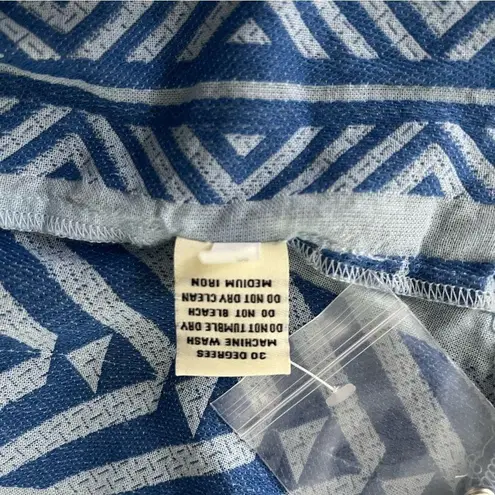 30 DEGREES
MACHINE WASH
DO NOT TUMBLE DRY
DO NOT BLEACH
DO NOT DRY CLEAN
MEDIUM IRON